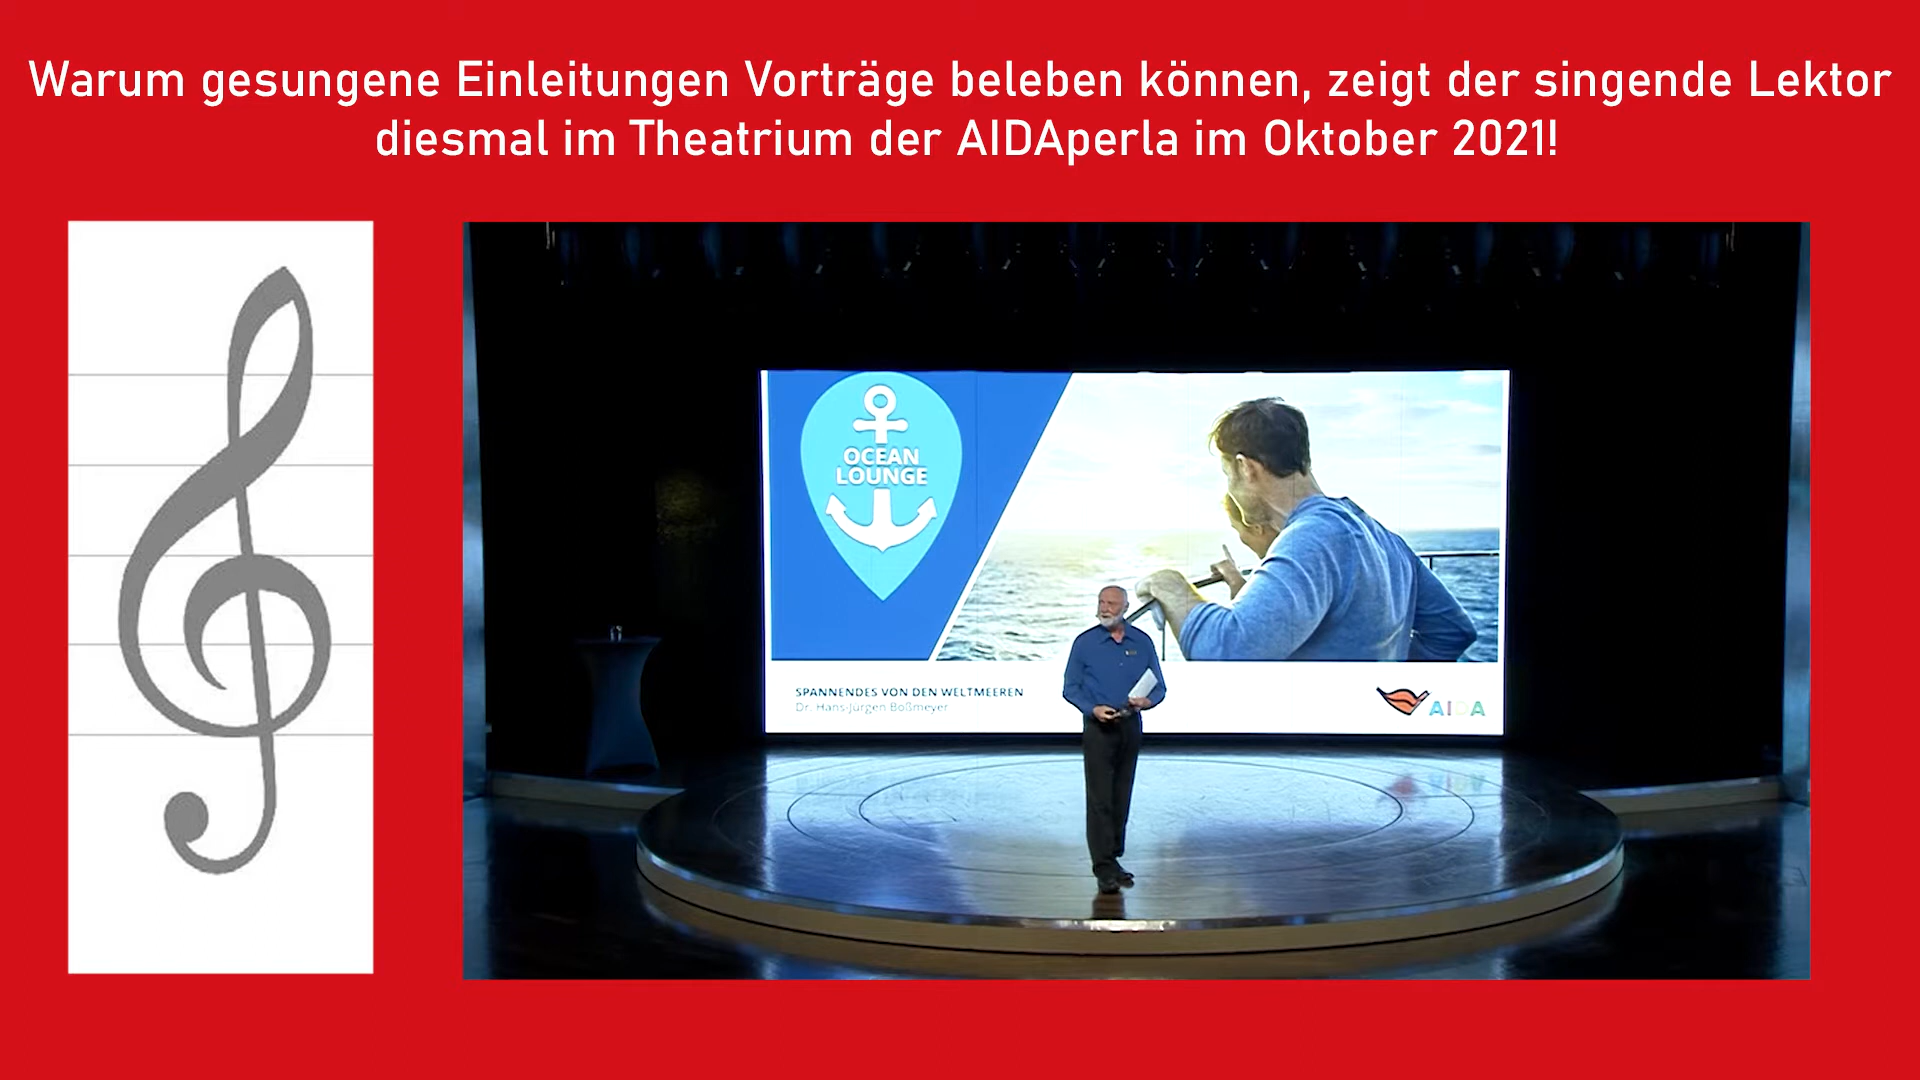 Warum gesungene Einleitungen Vorträge beleben können, zeigt der singende Lektor
diesmal im Theatrium der AIDAperla im Oktober 2021!
OCEAN
LOUNGE
SPANNENDES VON DEN WELTMEEREN
Dr. Hans-Jürgen Boßmeyer
AIDA